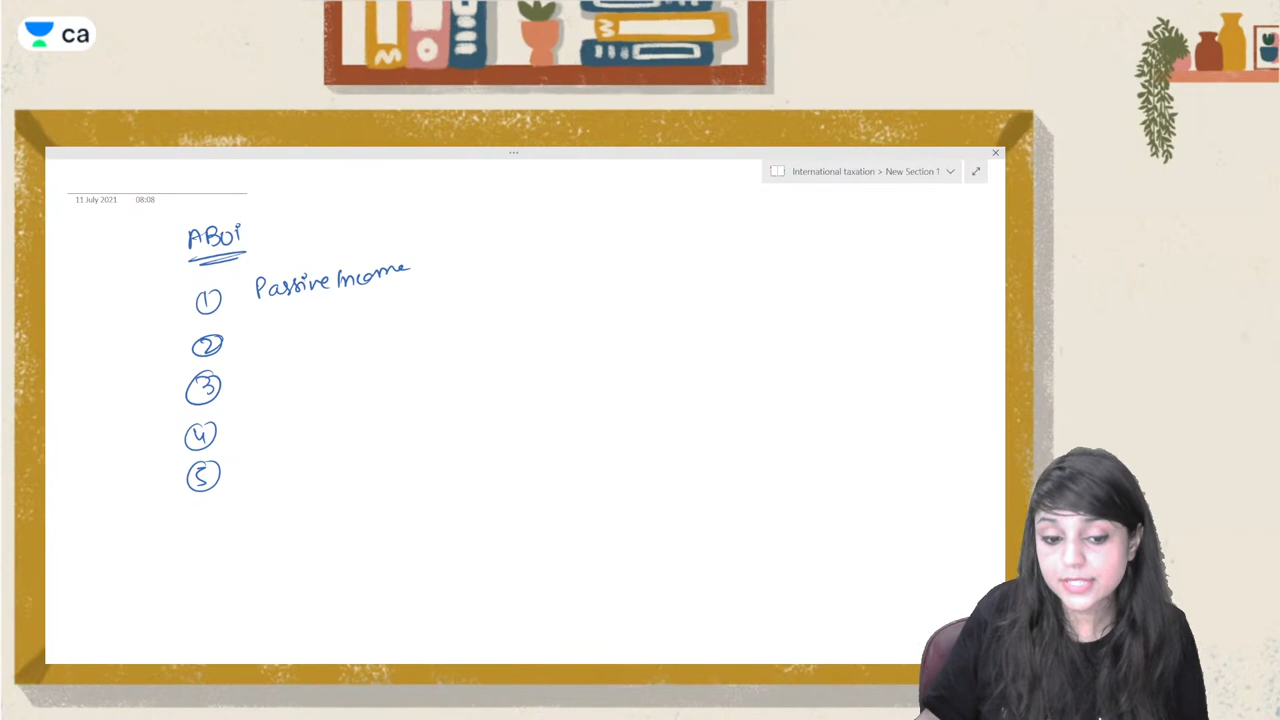 ca
International taxation > New Section 1
11 July 2021 08:08
ABOi
① Passive Income
②
③
④
⑤